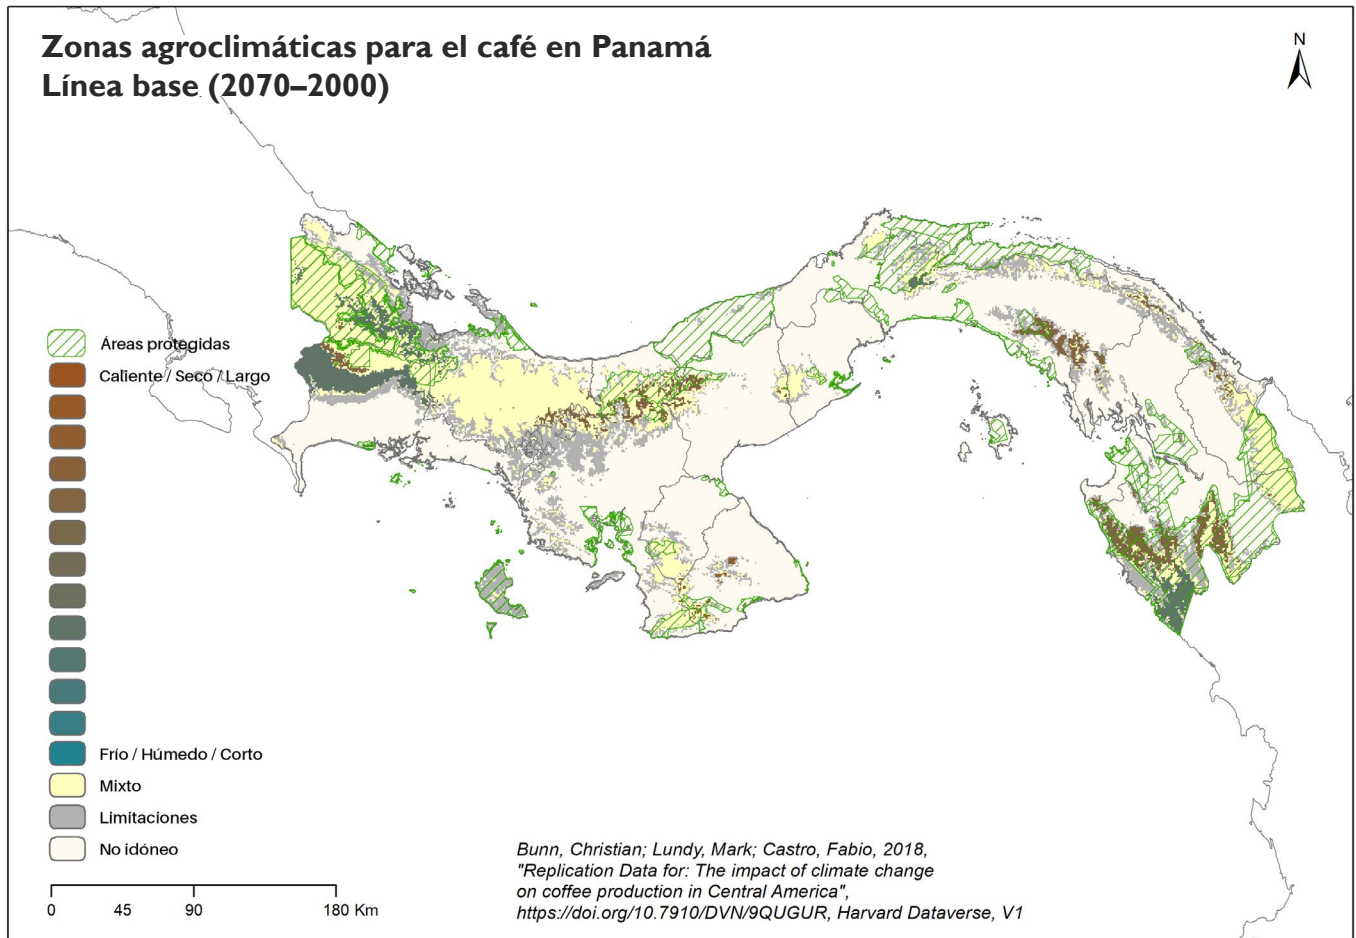 Zonas agroclimáticas para el café en Panamá
Línea base (2070–2000)
N
Áreas protegidas
Caliente / Seco / Largo
Frío / Húmedo / Corto
Mixto
Limitaciones
No idóneo
0 45 90 180 Km
Bunn, Christian; Lundy, Mark; Castro, Fabio, 2018,
"Replication Data for: The impact of climate change
on coffee production in Central America",
https://doi.org/10.7910/DVN/9QUGUR, Harvard Dataverse, V1